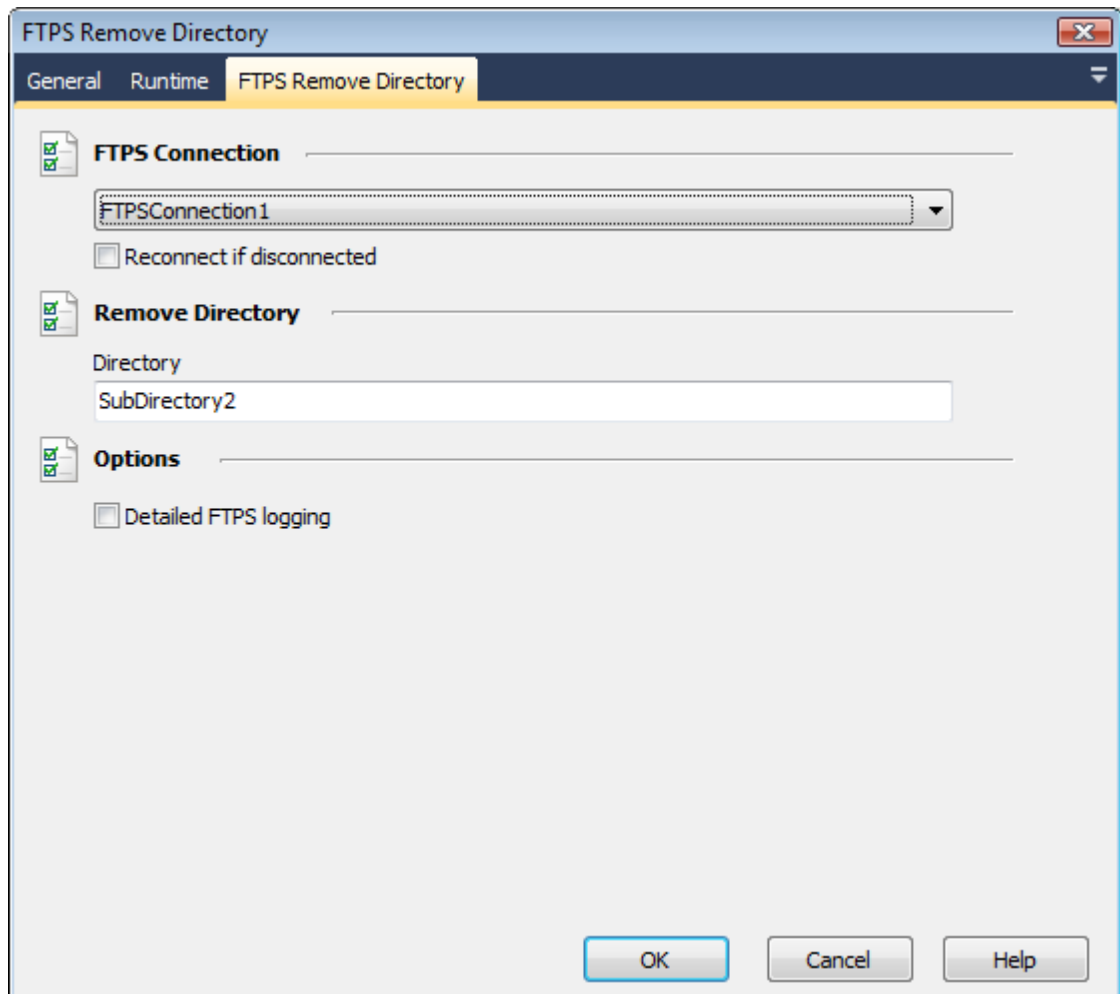 FTPS Remove Directory
General Runtime FTPS Remove Directory
FTPS Connection
FTPSConnection1
Reconnect if disconnected
Remove Directory
Directory
SubDirectory2
Options
Detailed FTPS logging
OK Cancel Help